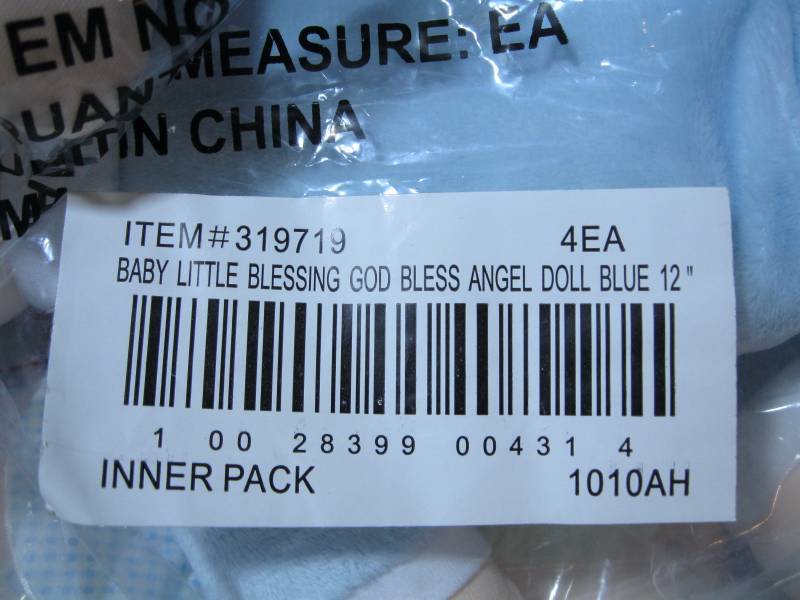 EM NO
QUAN MEASURE: EA
IN CHINA
ITEM#319719 4EA
BABY LITTLE BLESSING GOD BLESS ANGEL DOLL BLUE 12"
1 00 28399 00431 4
INNER PACK 1010AH